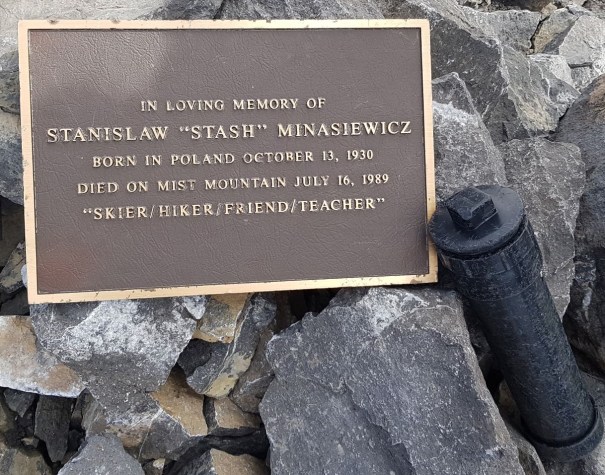 IN LOVING MEMORY OF
STANISLAW "STASH" MINASIEWICZ
BORN IN POLAND OCTOBER 13, 1930
DIED ON MIST MOUNTAIN JULY 16, 1989
"SKIER/HIKER/FRIEND/TEACHER"